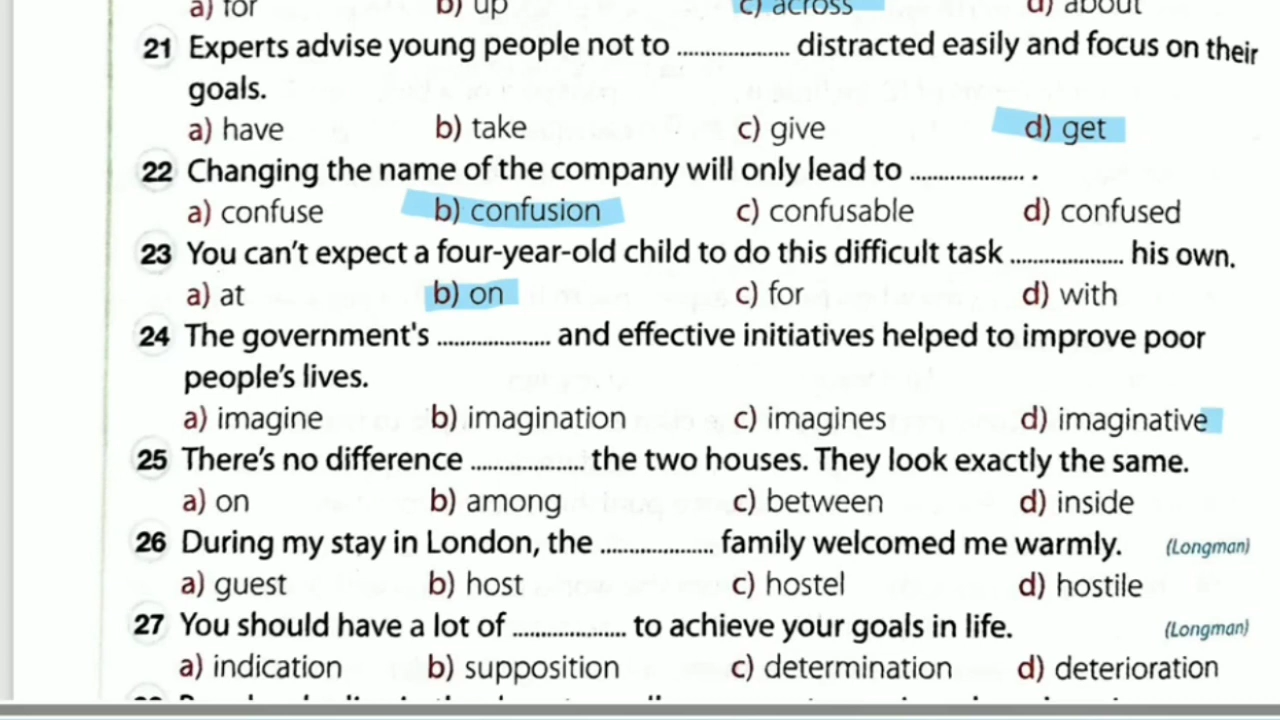 a) for b) up c) across d) about
21 Experts advise young people not to .................... distracted easily and focus on their
goals.
a) have b) take c) give d) get
22 Changing the name of the company will only lead to .................... .
a) confuse b) confusion c) confusable d) confused
23 You can't expect a four-year-old child to do this difficult task .................... his own.
a) at b) on c) for d) with
24 The government's .................... and effective initiatives helped to improve poor
people's lives.
a) imagine b) imagination c) imagines d) imaginative
25 There's no difference .................... the two houses. They look exactly the same.
a) on b) among c) between d) inside
26 During my stay in London, the .................... family welcomed me warmly. (Longman)
a) guest b) host c) hostel d) hostile
27 You should have a lot of .................... to achieve your goals in life. (Longman)
a) indication b) supposition c) determination d) deterioration